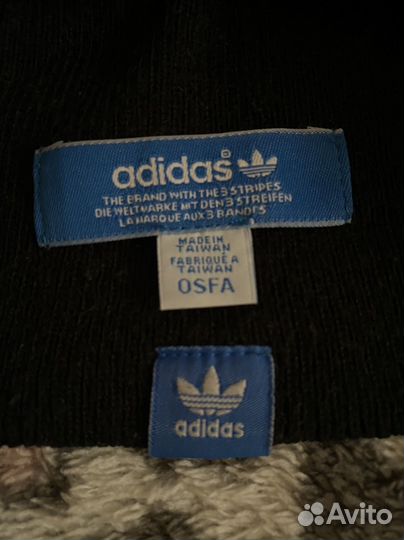 adidas®
THE BRAND WITH THE 3 STRIPES
DIE WELTMARKE MIT DEN 3 STREIFEN
LA MARQUE AUX 3 BANDES
MADE IN
TAIWAN
FABRIQUÉ À
TAIWAN
OSFA
adidas
Avito